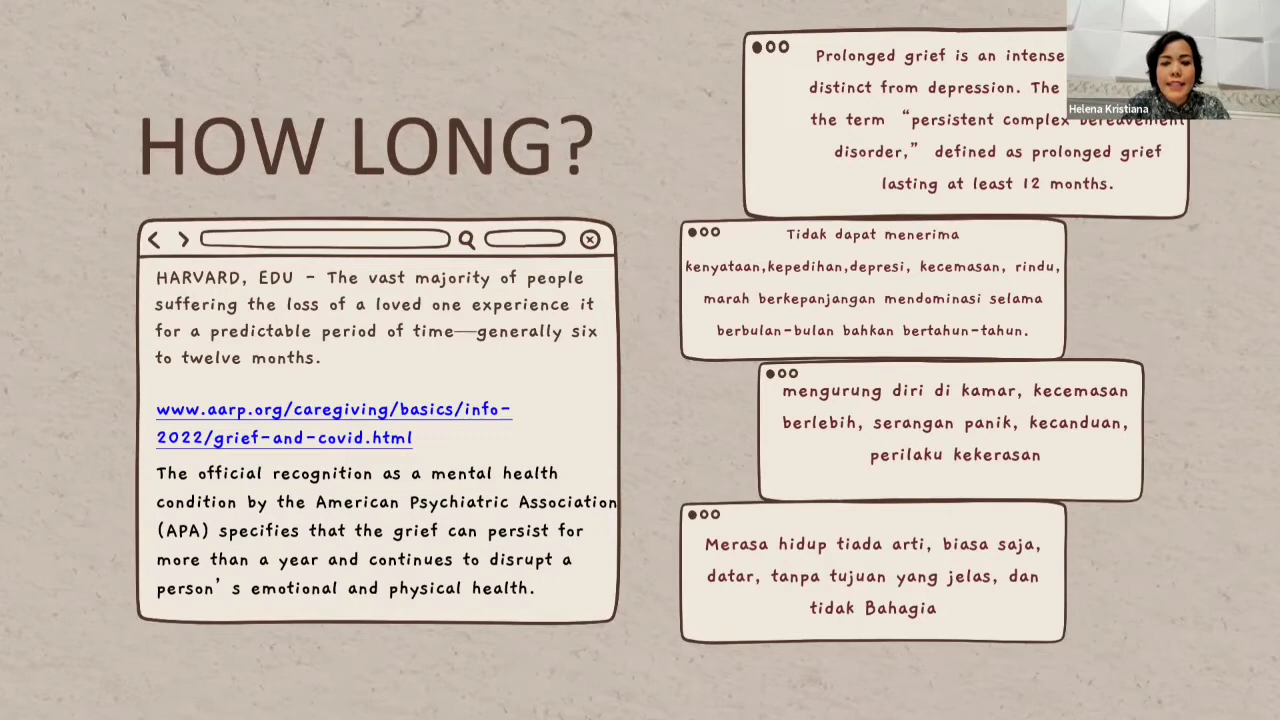 HOW LONG?
HARVARD, EDU - The vast majority of people
suffering the loss of a loved one experience it
for a predictable period of time—generally six
to twelve months.
www.aarp.org/caregiving/basics/info-
2022/grief-and-covid.html
The official recognition as a mental health
condition by the American Psychiatric Association
(APA) specifies that the grief can persist for
more than a year and continues to disrupt a
person's emotional and physical health.
Prolonged grief is an intense
distinct from depression. The
the term “persistent complex bereavement
disorder,” defined as prolonged grief
lasting at least 12 months.
Helena Kristiana
Tidak dapat menerima
kenyataan,kepedihan,depresi, kecemasan, rindu,
marah berkepanjangan mendominasi selama
berbulan-bulan bahkan bertahun-tahun.
mengurung diri di kamar, kecemasan
berlebih, serangan panik, kecanduan,
perilaku kekerasan
Merasa hidup tiada arti, biasa saja,
datar, tanpa tujuan yang jelas, dan
tidak Bahagia